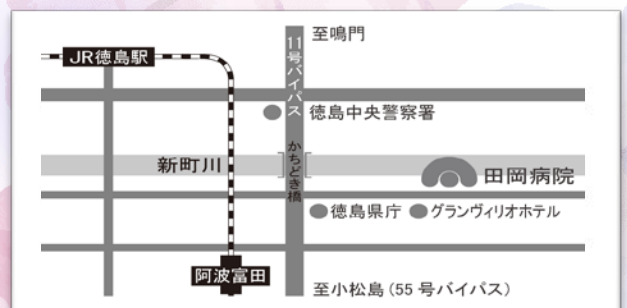 至鳴門
JR徳島駅
11号バイパス
徳島中央警察署
かちどき橋
新町川
田岡病院
徳島県庁
グランヴィリオホテル
阿波富田
至小松島(55号バイパス)